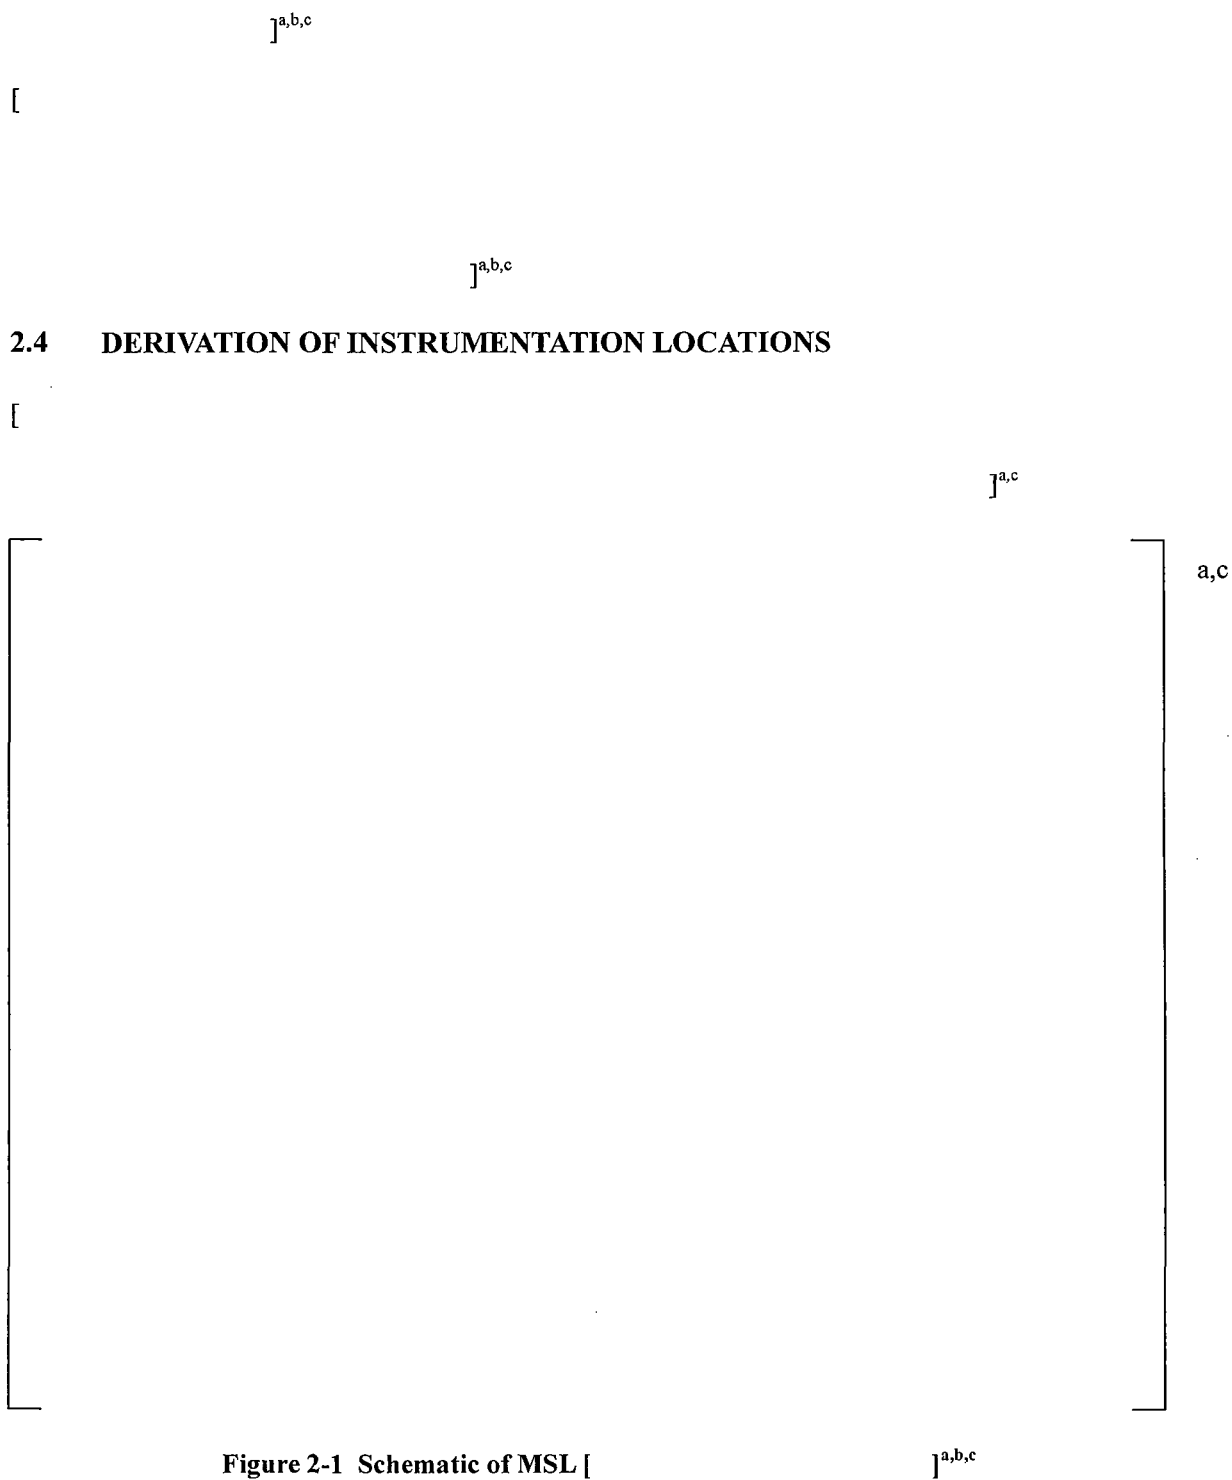 ]a,b,c
[
]a,b,c
2.4 DERIVATION OF INSTRUMENTATION LOCATIONS
[
]a,c
a,c
Figure 2-1 Schematic of MSL [ ]a,b,c